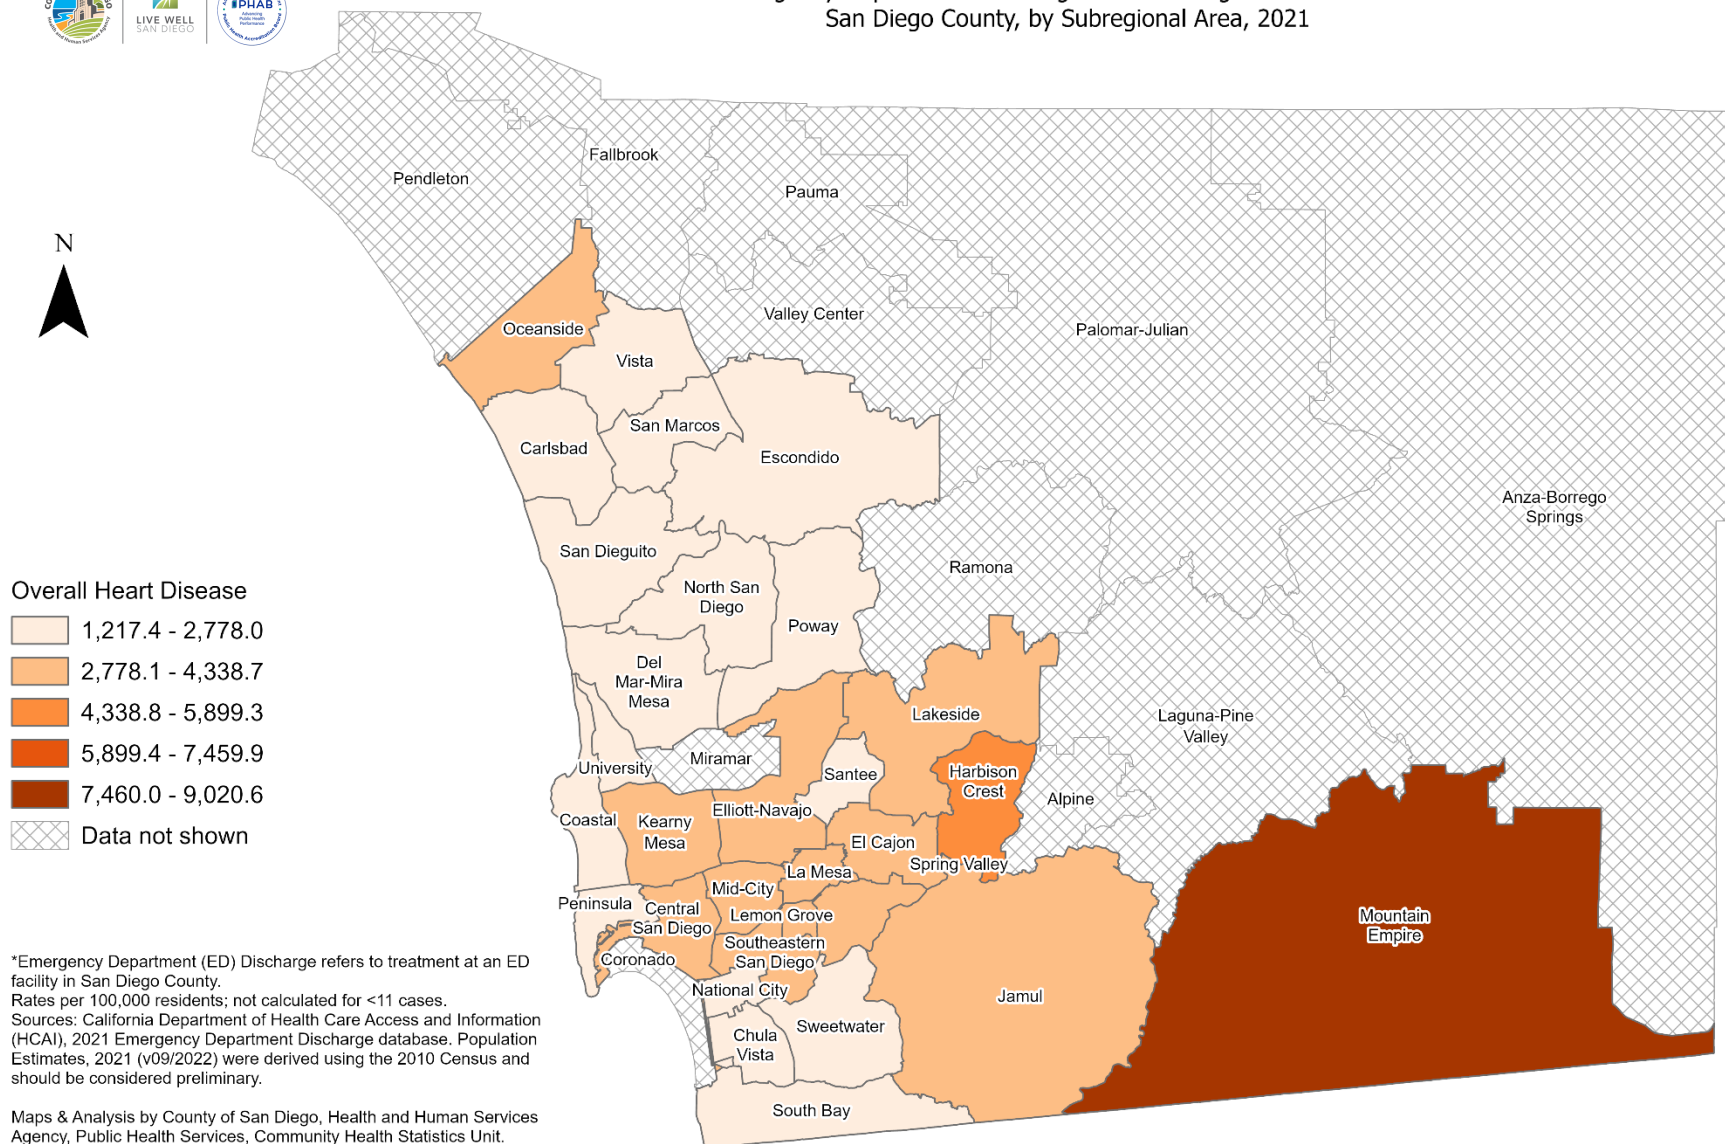 LIVE WELL
SAN DIEGO
PHAB
Advancing
Public Health
Performance
San Diego County, by Subregional Area, 2021
N
Fallbrook
Pendleton
Pauma
Valley Center
Oceanside
Palomar-Julian
Vista
San Marcos
Carlsbad
Escondido
Anza-Borrego
Springs
San Dieguito
Ramona
North San
Diego
Poway
Del
Mar-Mira
Mesa
Lakeside
Laguna-Pine
Valley
Miramar
University
Santee
Harbison
Crest
Alpine
Coastal
Kearny
Mesa
Elliott-Navajo
El Cajon
Spring Valley
La Mesa
Mid-City
Peninsula
Central
San Diego
Lemon Grove
Mountain
Empire
Southeastern
San Diego
Coronado
National City
Jamul
Sweetwater
Chula
Vista
South Bay
Overall Heart Disease
1,217.4 - 2,778.0
2,778.1 - 4,338.7
4,338.8 - 5,899.3
5,899.4 - 7,459.9
7,460.0 - 9,020.6
Data not shown
*Emergency Department (ED) Discharge refers to treatment at an ED
facility in San Diego County.
Rates per 100,000 residents; not calculated for <11 cases.
Sources: California Department of Health Care Access and Information
(HCAI), 2021 Emergency Department Discharge database. Population
Estimates, 2021 (v09/2022) were derived using the 2010 Census and
should be considered preliminary.
Maps & Analysis by County of San Diego, Health and Human Services
Agency, Public Health Services, Community Health Statistics Unit.